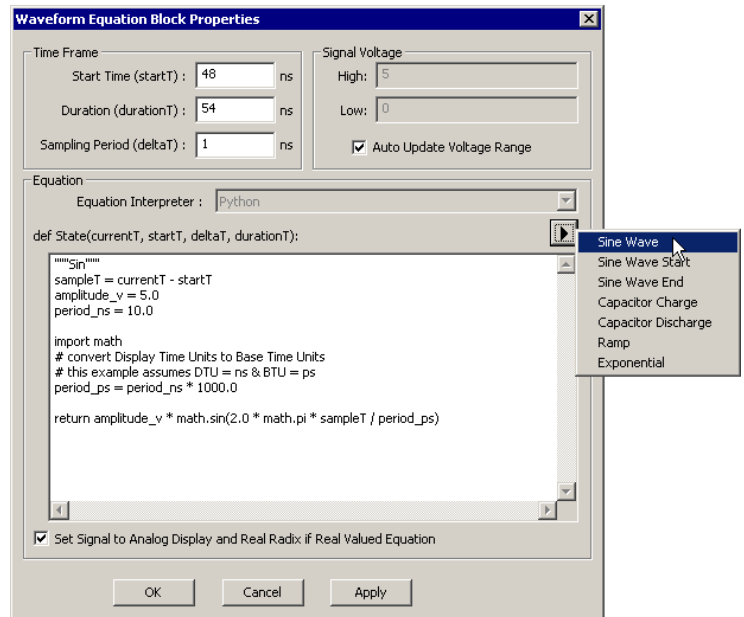 Waveform Equation Block Properties
Time Frame
Start Time (startT) : 48 ns
Duration (durationT) : 54 ns
Sampling Period (deltaT) : 1 ns
Signal Voltage
High: 5
Low: 0
Auto Update Voltage Range
Equation
Equation Interpreter : Python
def State(currentT, startT, deltaT, durationT):
"""Sin"""
sampleT = currentT - startT
amplitude_v = 5.0
period_ns = 10.0
import math
# convert Display Time Units to Base Time Units
# this example assumes DTU = ns & BTU = ps
period_ps = period_ns * 1000.0
return amplitude_v * math.sin(2.0 * math.pi * sampleT / period_ps)
Sine Wave
Sine Wave Start
Sine Wave End
Capacitor Charge
Capacitor Discharge
Ramp
Exponential
Set Signal to Analog Display and Real Radix if Real Valued Equation
OK Cancel Apply